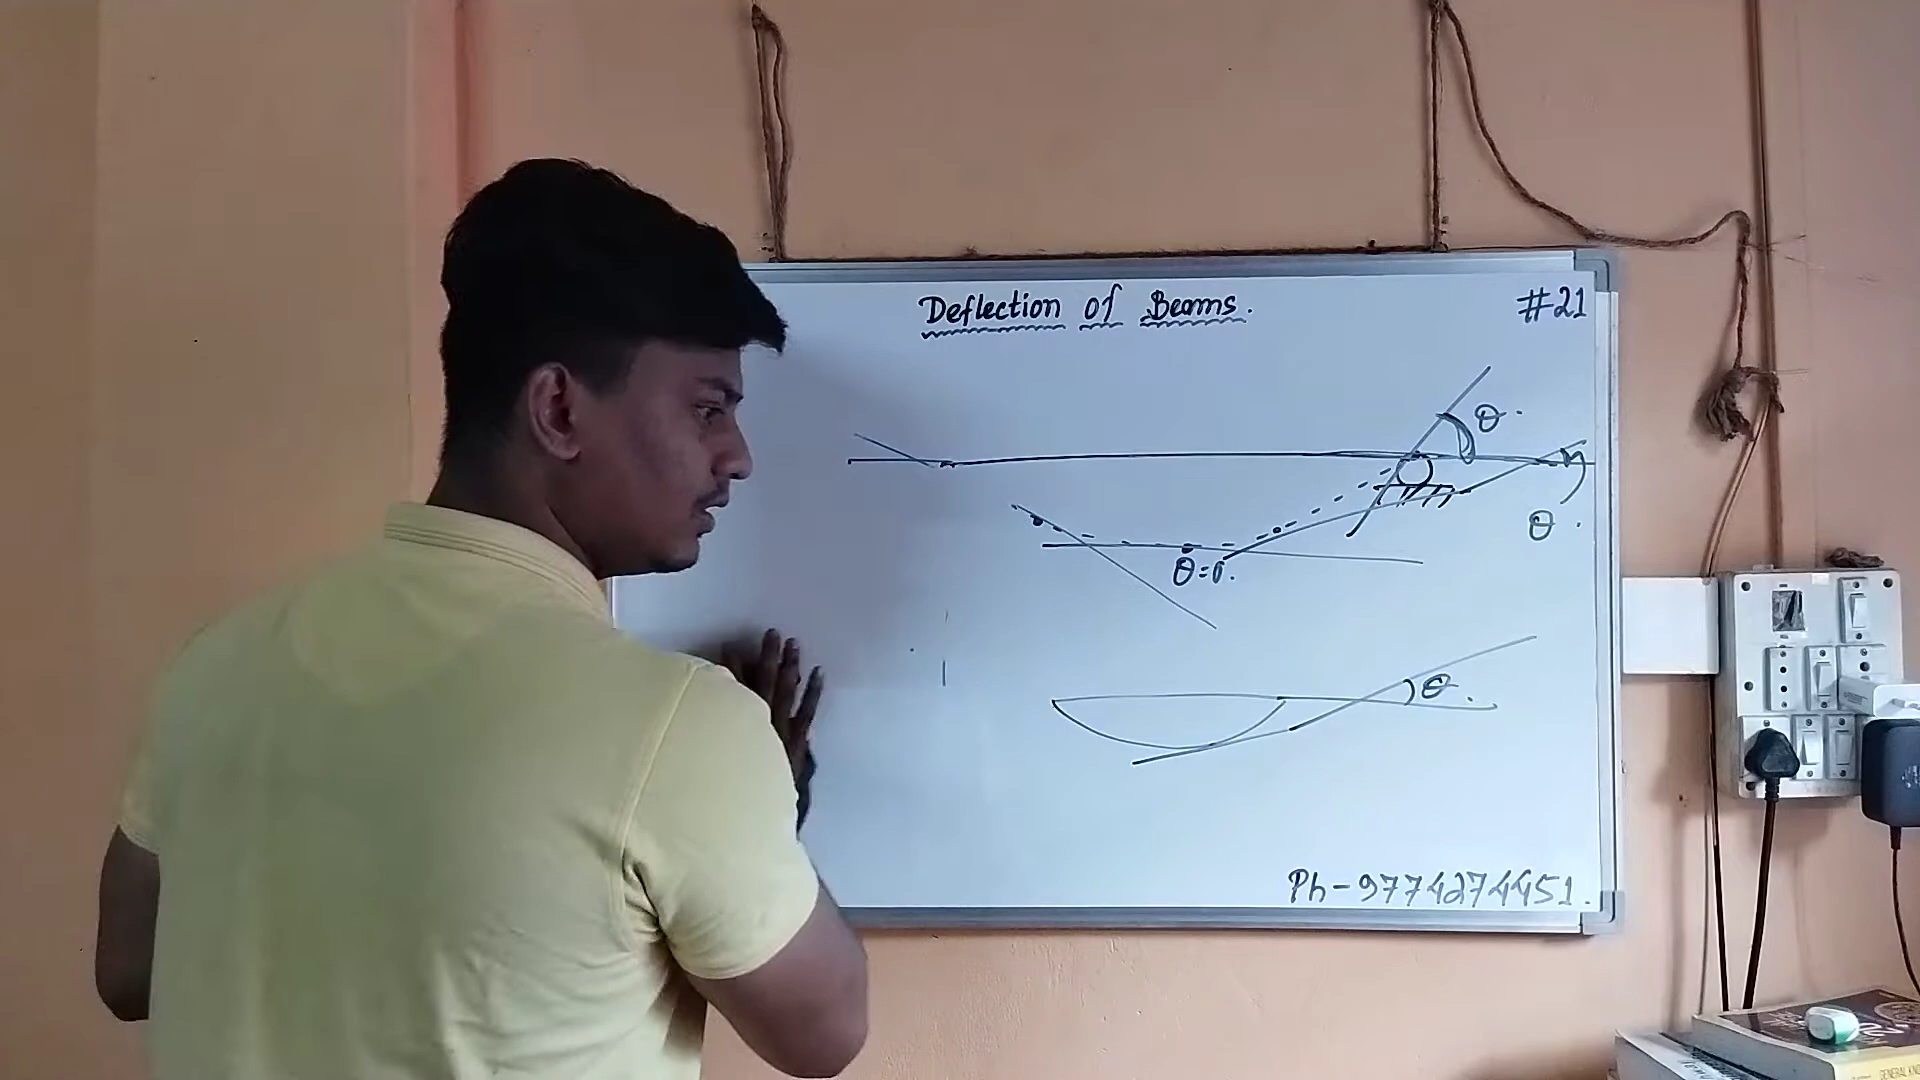 Deflection of Beams.
#21
θ.
θ.
θ=0.
θ.
Ph-9774274451.